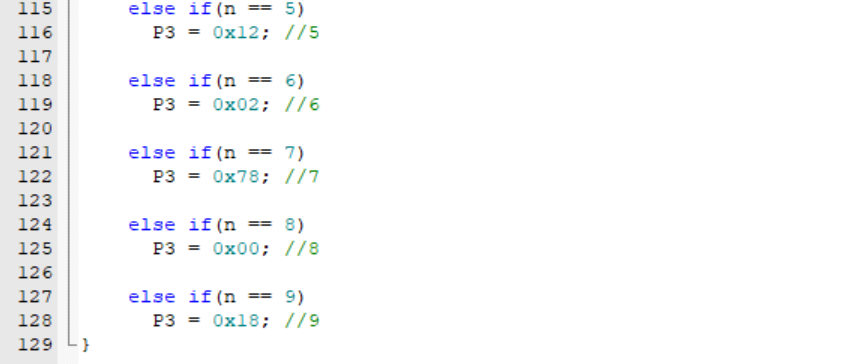 115 else if(n == 5)
116 P3 = 0x12; //5
117
118 else if(n == 6)
119 P3 = 0x02; //6
120
121 else if(n == 7)
122 P3 = 0x78; //7
123
124 else if(n == 8)
125 P3 = 0x00; //8
126
127 else if(n == 9)
128 P3 = 0x18; //9
129 }